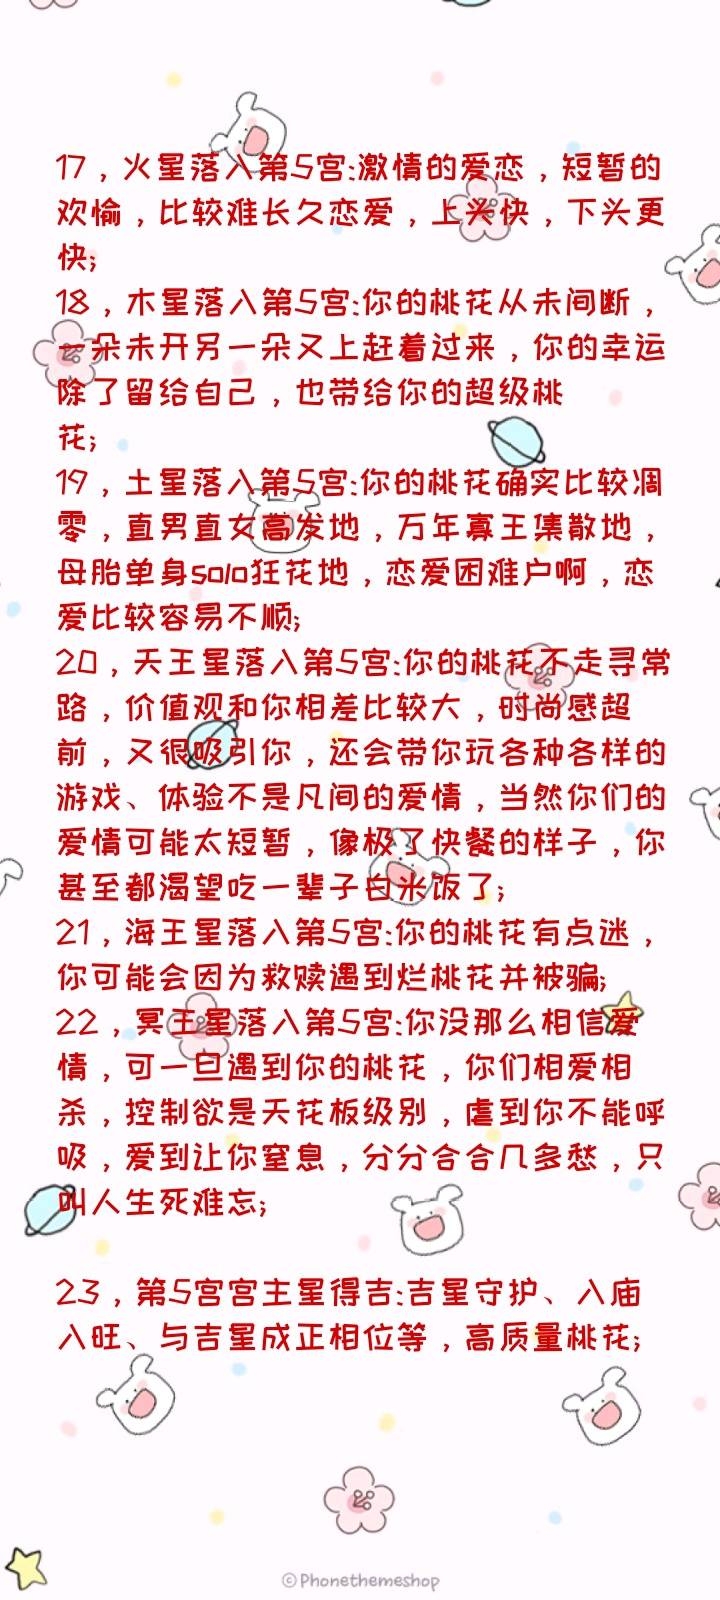 17，火星落入第5宫:激情的爱恋，短暂的
欢愉，比较难长久恋爱，上头快，下头更
快;
18，木星落入第5宫:你的桃花从未间断，
一朵未开另一朵又上赶着过来，你的幸运
除了留给自己，也带给你的超级桃
花;
19，土星落入第5宫:你的桃花确实比较凋
零，直男直女高发地，万年寡王集散地，
母胎单身solo狂花地，恋爱困难户啊，恋
爱比较容易不顺;
20，天王星落入第5宫:你的桃花不走寻常
路，价值观和你相差比较大，时尚感超
前，又很吸引你，还会带你玩各种各样的
游戏、体验不是凡间的爱情，当然你们的
爱情可能太短暂，像极了快餐的样子，你
甚至都渴望吃一辈子白米饭了;
21，海王星落入第5宫:你的桃花有点迷，
你可能会因为救赎遇到烂桃花并被骗;
22，冥王星落入第5宫:你没那么相信爱
情，可一旦遇到你的桃花，你们相爱相
杀，控制欲是天花板级别，虐到你不能呼
吸，爱到让你窒息，分分合合几多愁，只
叫人生死难忘;
23，第5宫宫主星得吉:吉星守护、入庙
入旺、与吉星成正相位等，高质量桃花;
©Phonethemeshop